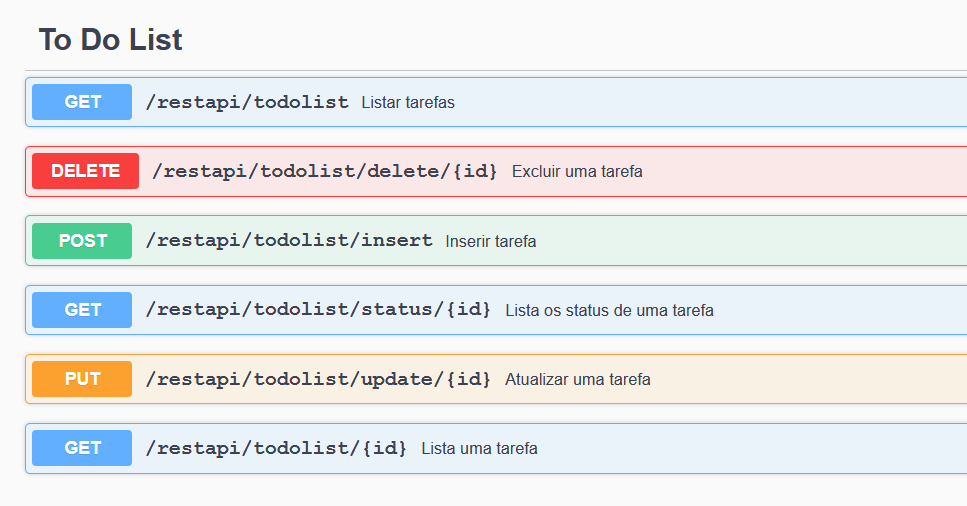 To Do List
GET /restapi/todolist Listar tarefas
DELETE /restapi/todolist/delete/{id} Excluir uma tarefa
POST /restapi/todolist/insert Inserir tarefa
GET /restapi/todolist/status/{id} Lista os status de uma tarefa
PUT /restapi/todolist/update/{id} Atualizar uma tarefa
GET /restapi/todolist/{id} Lista uma tarefa